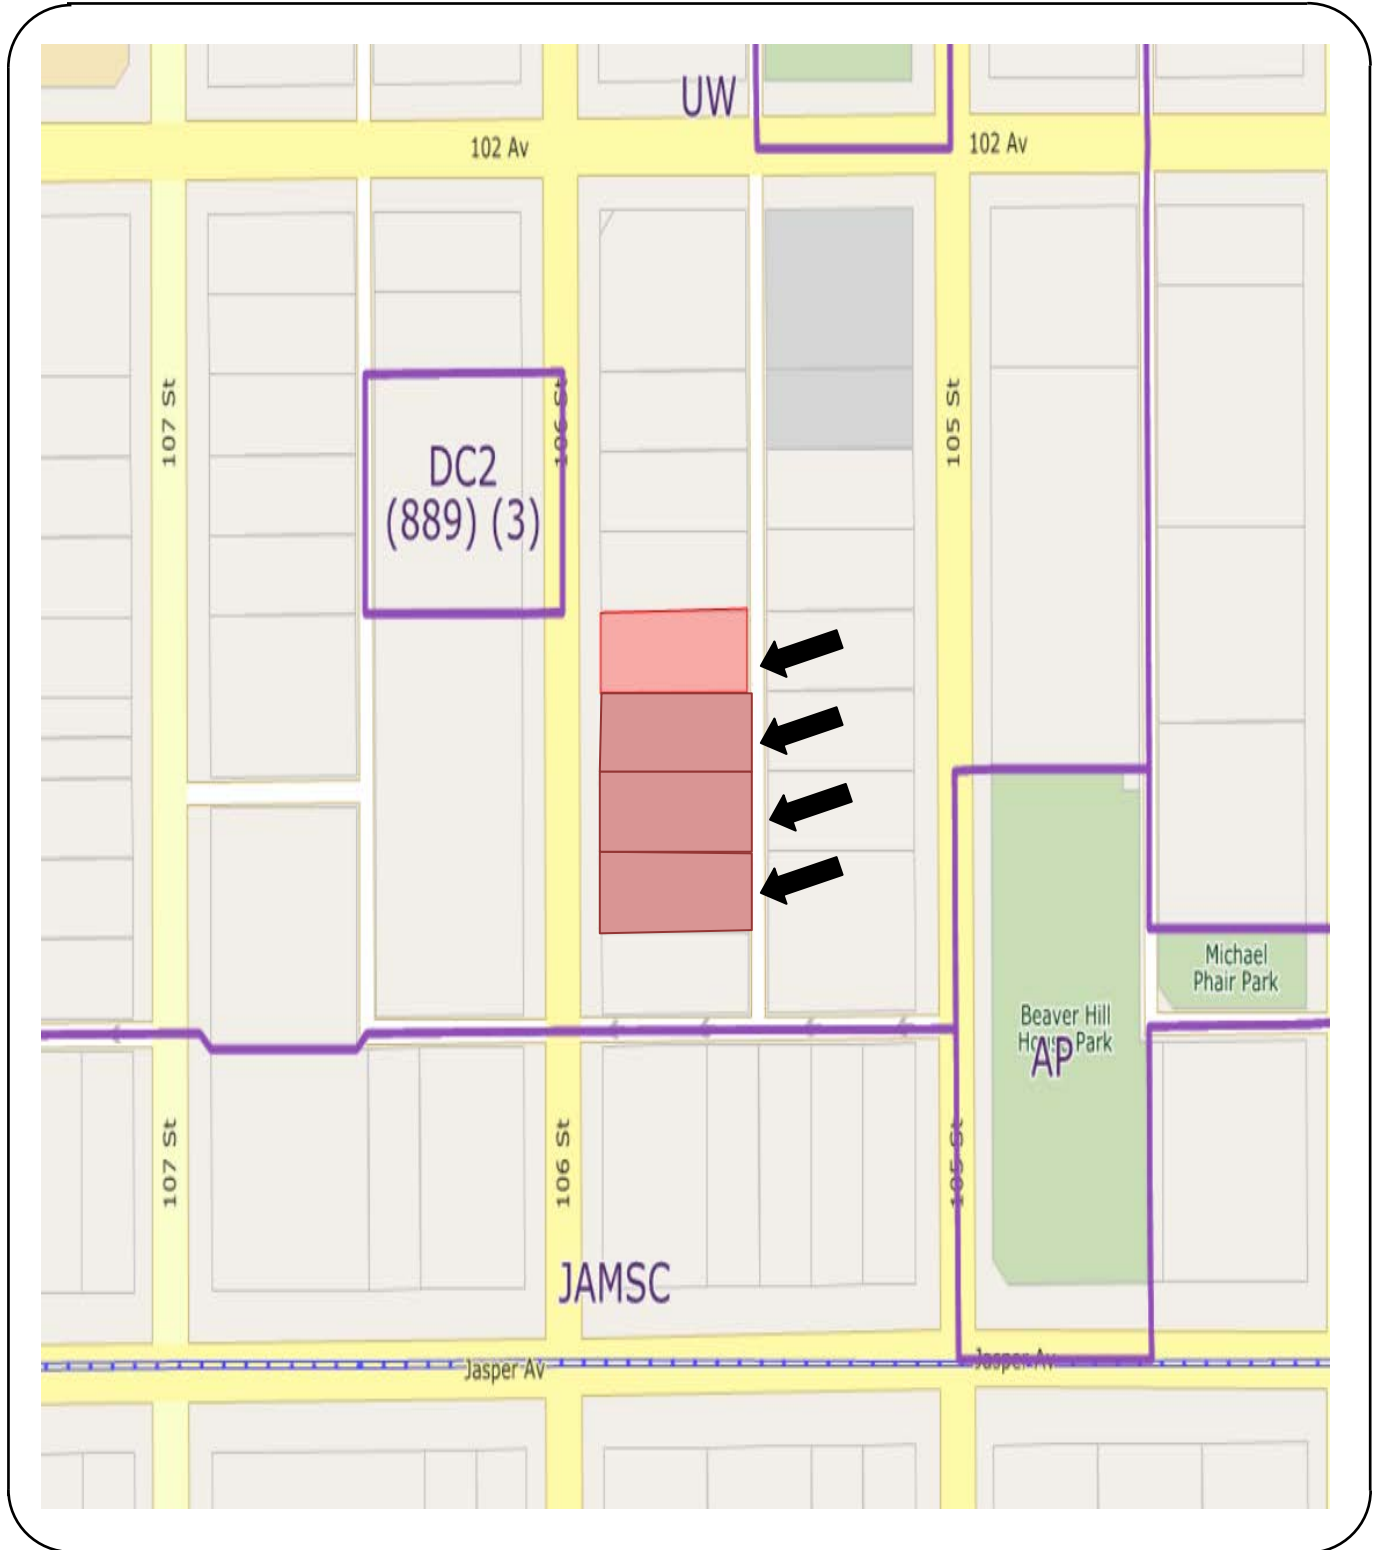 UW
102 Av
102 Av
107 St
106 St
105 St
DC2
(889) (3)
Michael
Phair Park
Beaver Hill
House Park
AP
107 St
106 St
105 St
JAMSC
Jasper Av
Jasper Av